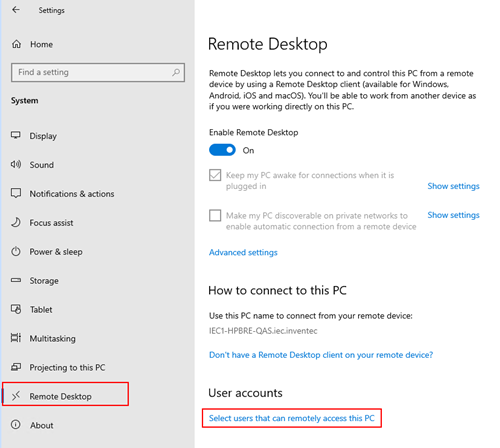 Settings
Home
Find a setting
System
Display
Sound
Notifications & actions
Focus assist
Power & sleep
Storage
Tablet
Multitasking
Projecting to this PC
Remote Desktop
About
Remote Desktop
Remote Desktop lets you connect to and control this PC from a remote
device by using a Remote Desktop client (available for Windows,
Android, iOS and macOS). You'll be able to work from another device as
if you were working directly on this PC.
Enable Remote Desktop
On
Keep my PC awake for connections when it is
plugged in
Show settings
Make my PC discoverable on private networks to
enable automatic connection from a remote device
Show settings
Advanced settings
How to connect to this PC
Use this PC name to connect from your remote device:
IEC1-HPBRE-QAS.iec.inventec
Don't have a Remote Desktop client on your remote device?
User accounts
Select users that can remotely access this PC